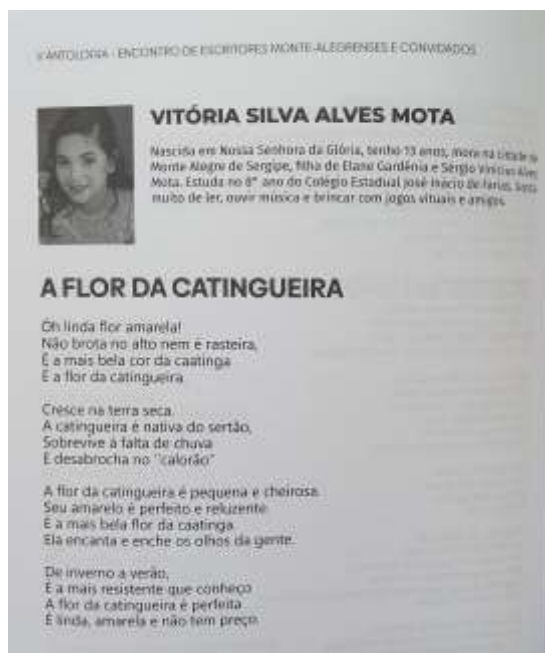 V ANTOLOGIA - ENCONTRO DE ESCRITORES MONTE-ALEGRENSES E CONVIDADOS
VITÓRIA SILVA ALVES MOTA
Nascida em Nossa Senhora da Glória, tenho 13 anos, mora na cidade de
Monte Alegre de Sergipe, filha de Elane Gardênia e Sérgio Vinicius Alves
Mota. Estuda no 8° ano do Colégio Estadual José Inácio de Farias. Gosta
muito de ler, ouvir música e brincar com jogos vituais e amigos.
A FLOR DA CATINGUEIRA
Oh linda flor amarela!
Não brota no alto nem é rasteira,
É a mais bela cor da caatinga
É a flor da catingueira
Cresce na terra seca.
A catingueira é nativa do sertão,
Sobrevive à falta de chuva
E desabrocha no "calorão"
A flor da catingueira é pequena e cheirosa.
Seu amarelo é perfeito e reluzente.
É a mais bela flor da caatinga.
Ela encanta e enche os olhos da gente.
De inverno a verão,
É a mais resistente que conheço
A flor da catingueira é perfeita
É linda, amarela e não tem preço.